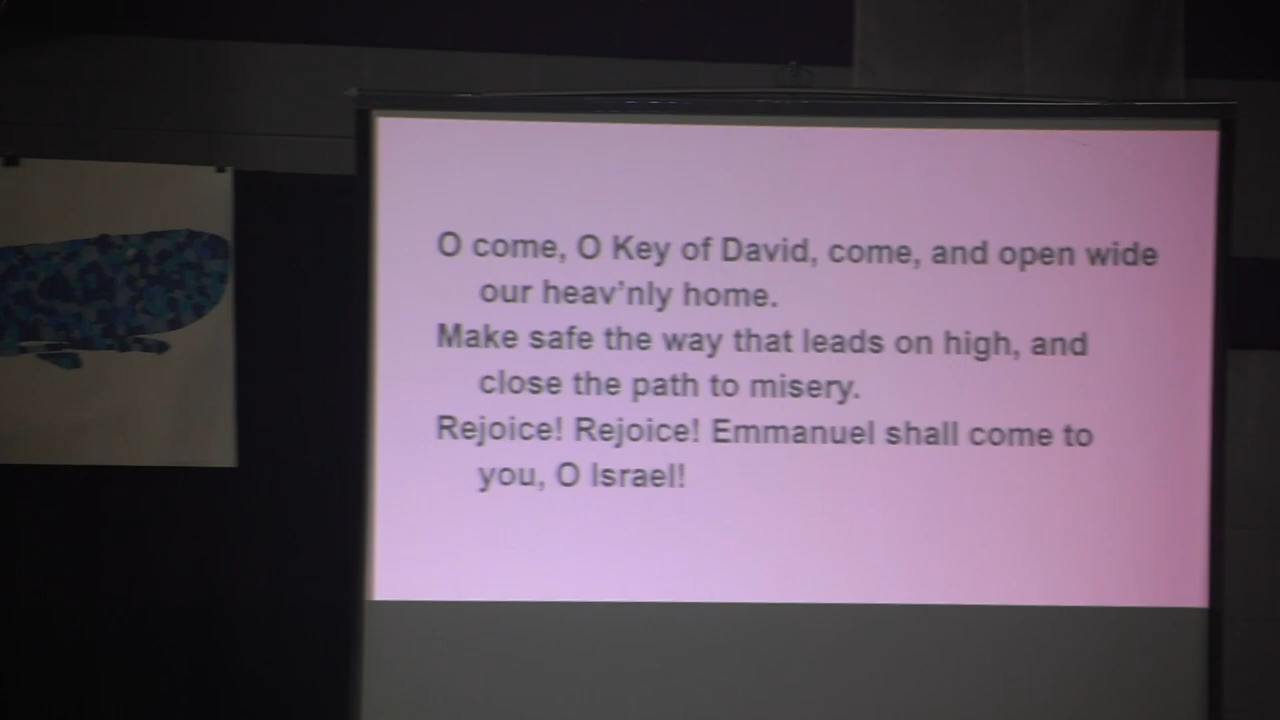 O come, O Key of David, come, and open wide
our heav’nly home.
Make safe the way that leads on high, and
close the path to misery.
Rejoice! Rejoice! Emmanuel shall come to
you, O Israel!